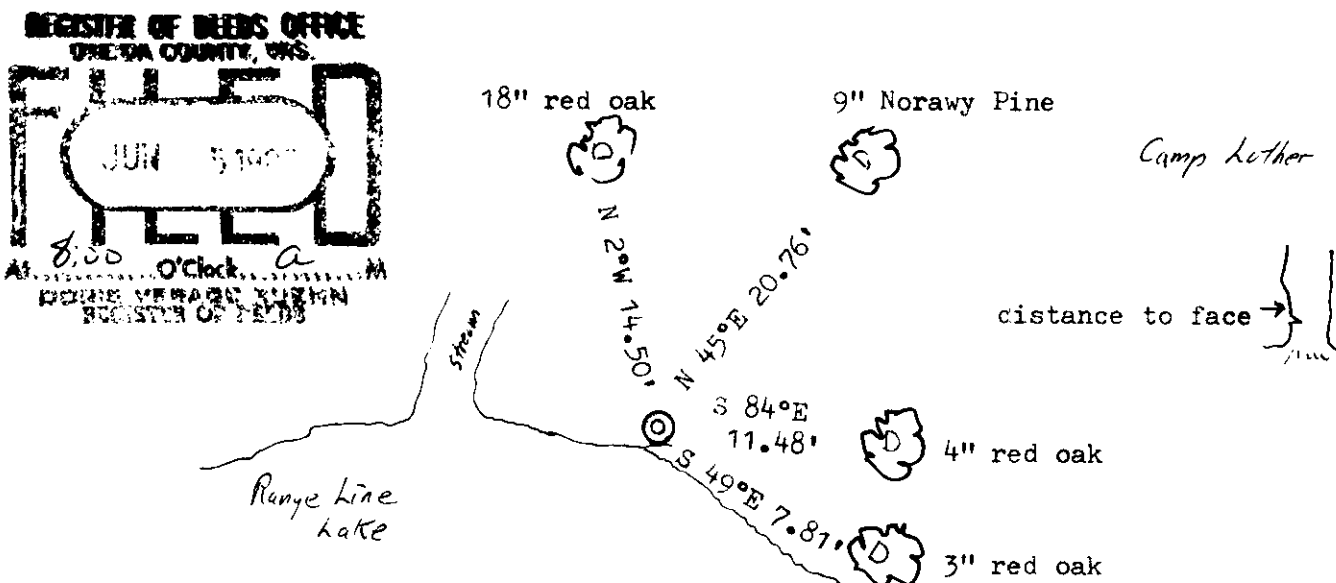 REGISTER OF DEEDS OFFICE
ONEIDA COUNTY, WIS.
JUN 5
At 8:00 O'Clock a M
REGISTER OF DEEDS
18" red oak
9" Norawy Pine
Camp Luther
N 2°W 14.50'
N 45°E 20.76'
distance to face
stream
S 84°E
11.48'
4" red oak
S 49°E 7.81'
Range Line
Lake
3" red oak
D
D
D
D